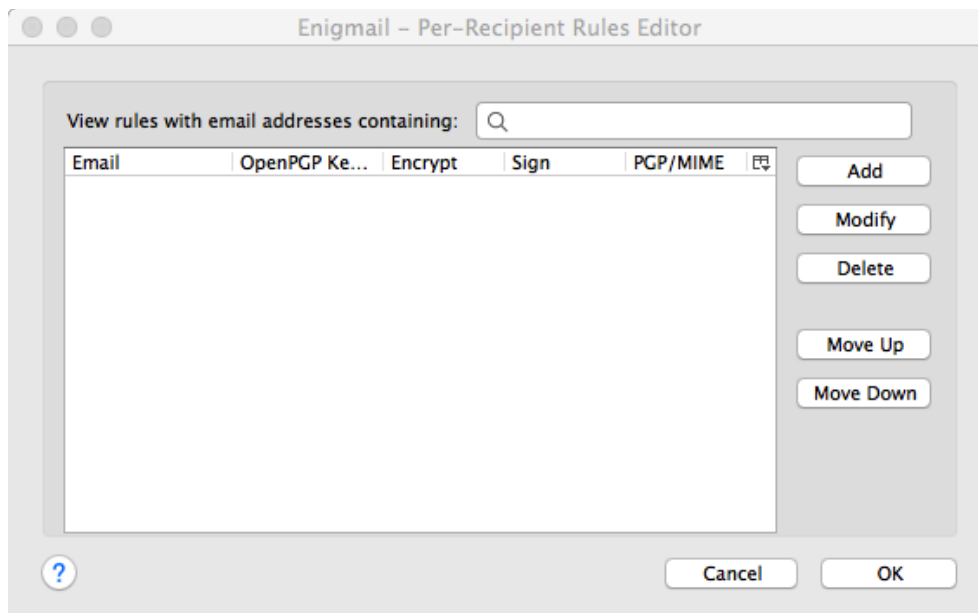 Enigmail – Per-Recipient Rules Editor
View rules with email addresses containing:
Email OpenPGP Ke... Encrypt Sign PGP/MIME
Add
Modify
Delete
Move Up
Move Down
? Cancel OK